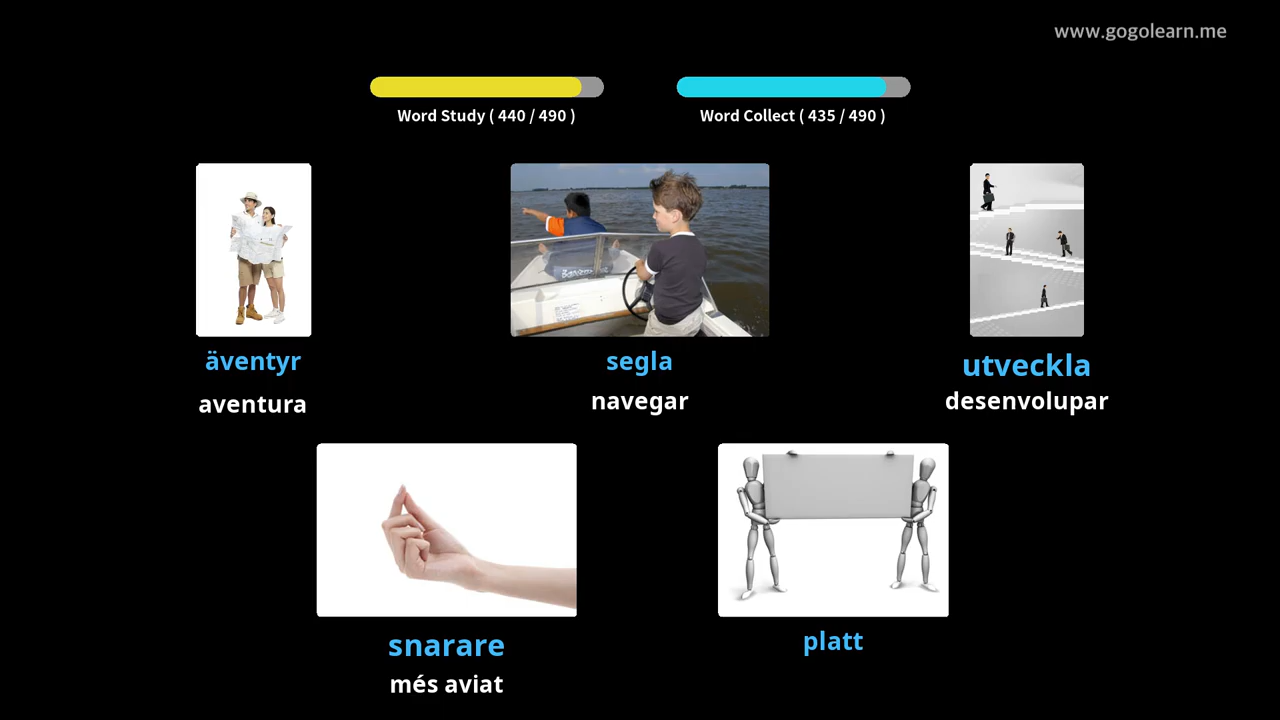 www.gogolearn.me
Word Study ( 440 / 490 )
Word Collect ( 435 / 490 )
äventyr
segla
utveckla
aventura
navegar
desenvolupar
snarare
platt
més aviat